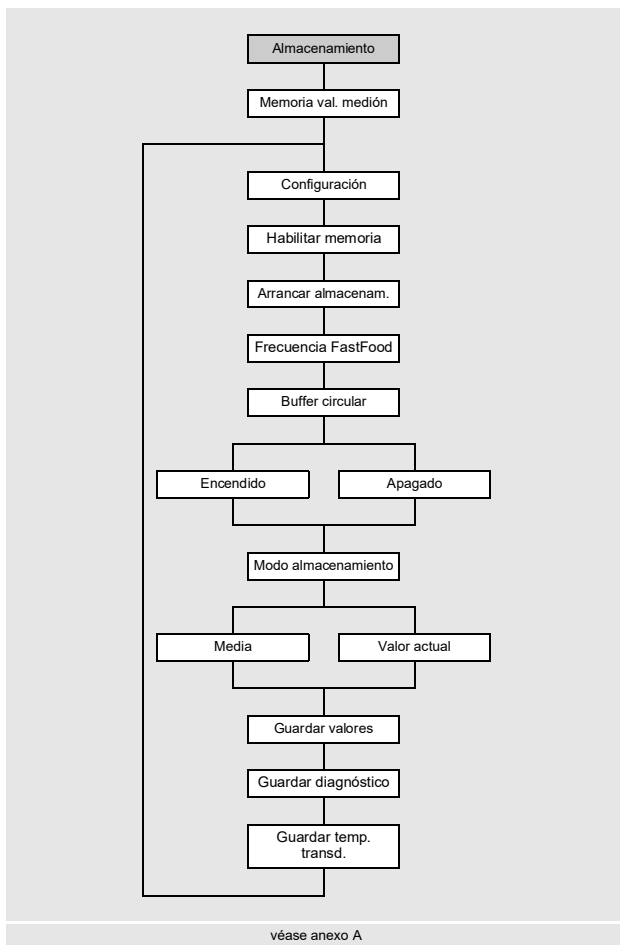 Almacenamiento
Memoria val. medión
Configuración
Habilitar memoria
Arrancar almacenam.
Frecuencia FastFood
Buffer circular
Encendido
Apagado
Modo almacenamiento
Media
Valor actual
Guardar valores
Guardar diagnóstico
Guardar temp.
transd.
véase anexo A